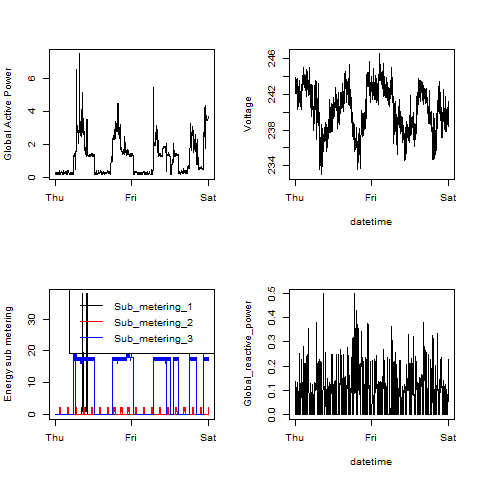 Global Active Power
6
4
2
0
Thu
Fri
Sat
Voltage
246
242
238
234
Thu
Fri
Sat
datetime
Energy sub metering
30
20
10
0
Sub_metering_1
Sub_metering_2
Sub_metering_3
Thu
Fri
Sat
Global_reactive_power
0.5
0.4
0.3
0.2
0.1
0.0
Thu
Fri
Sat
datetime